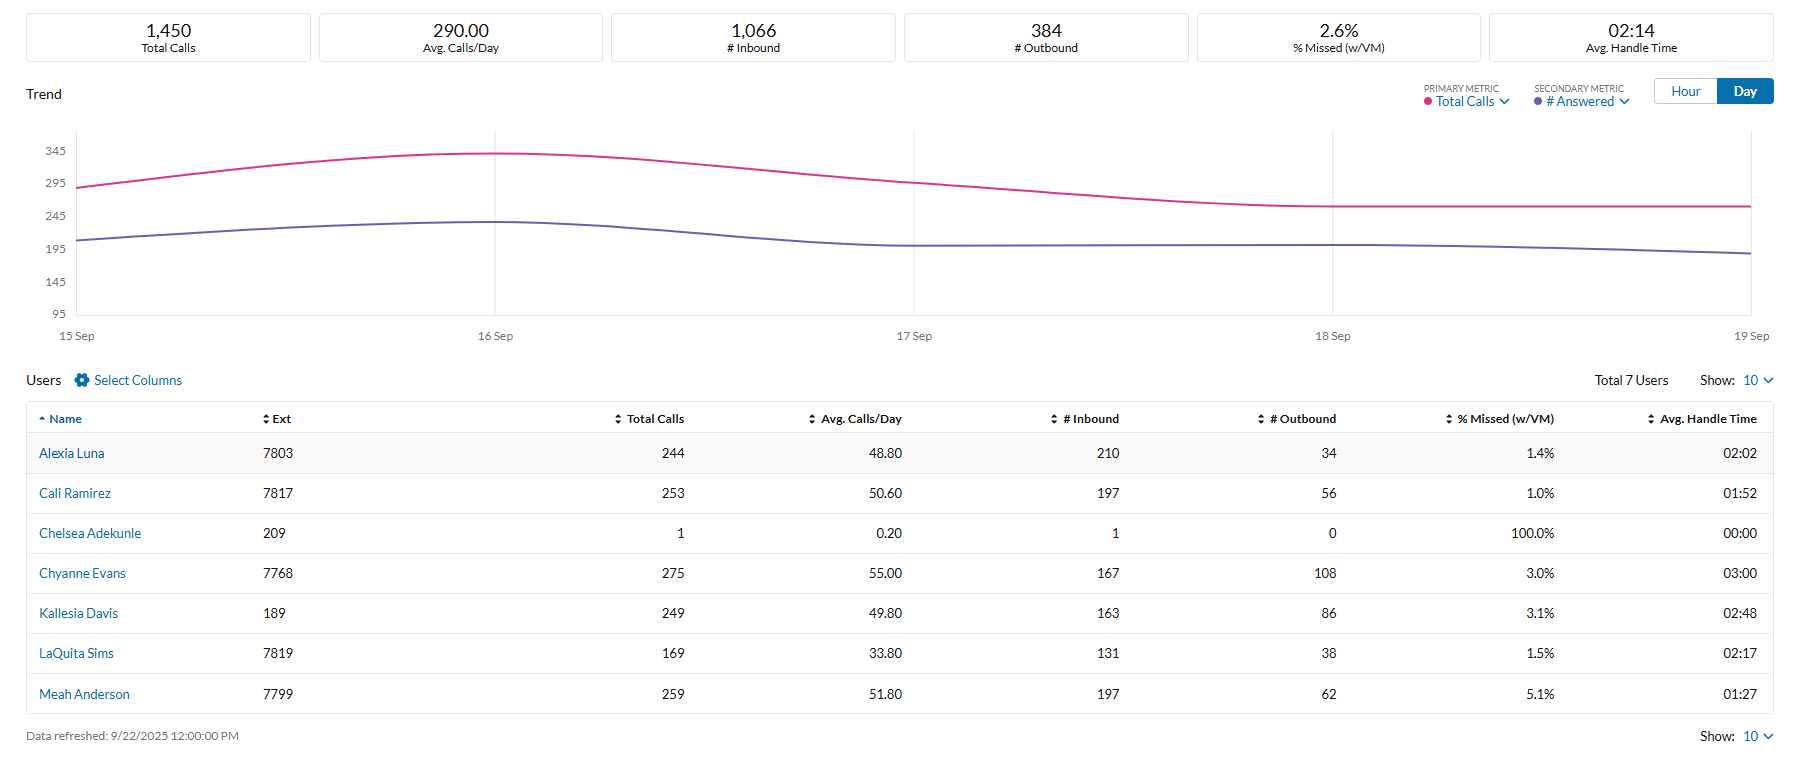 1,450 290.00 1,066 384 2.6% 02:14
Total Calls Avg. Calls/Day # Inbound # Outbound % Missed (w/VM) Avg. Handle Time
Trend
PRIMARY METRIC SECONDARY METRIC
Total Calls # Answered Hour Day
345
295
245
195
145
95
15 Sep 16 Sep 17 Sep 18 Sep 19 Sep
Users Select Columns Total 7 Users Show: 10
Name Ext Total Calls Avg. Calls/Day # Inbound # Outbound % Missed (w/VM) Avg. Handle Time
Alexia Luna 7803 244 48.80 210 34 1.4% 02:02
Cali Ramirez 7817 253 50.60 197 56 1.0% 01:52
Chelsea Adekunle 209 1 0.20 1 0 100.0% 00:00
Chyanne Evans 7768 275 55.00 167 108 3.0% 03:00
Kallesia Davis 189 249 49.80 163 86 3.1% 02:48
LaQuita Sims 7819 169 33.80 131 38 1.5% 02:17
Meah Anderson 7799 259 51.80 197 62 5.1% 01:27
Data refreshed: 9/22/2025 12:00:00 PM Show: 10